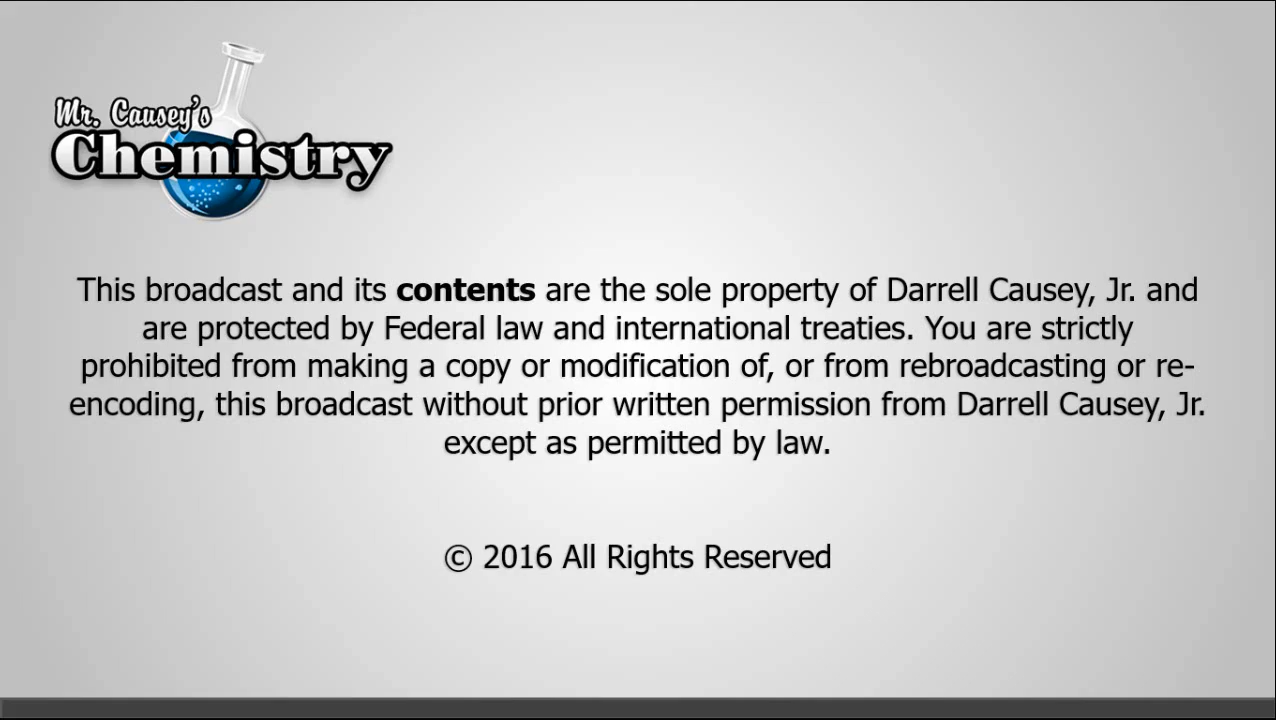 Mr. Causey's
Chemistry
This broadcast and its contents are the sole property of Darrell Causey, Jr. and
are protected by Federal law and international treaties. You are strictly
prohibited from making a copy or modification of, or from rebroadcasting or re-
encoding, this broadcast without prior written permission from Darrell Causey, Jr.
except as permitted by law.
© 2016 All Rights Reserved